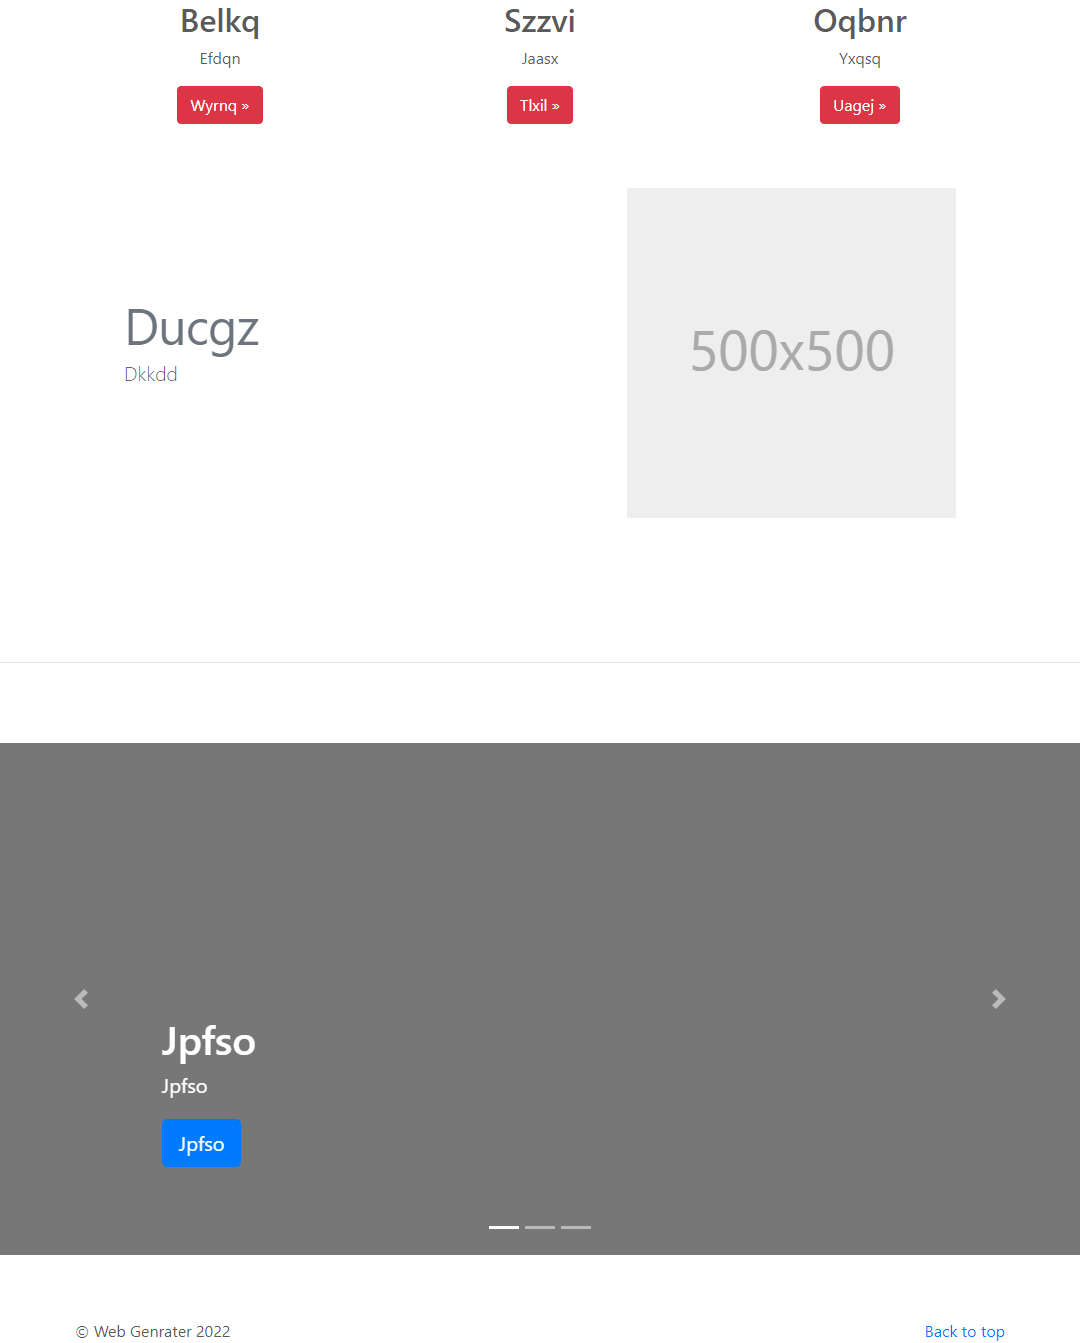 Belkq
Efdqn
Wyrnq »
Szzvi
Jaasx
Tlxil »
Oqbnr
Yxqsq
Uagej »
Ducgz
Dkkdd
500x500
Jpfso
Jpfso
Jpfso
© Web Genrater 2022
Back to top